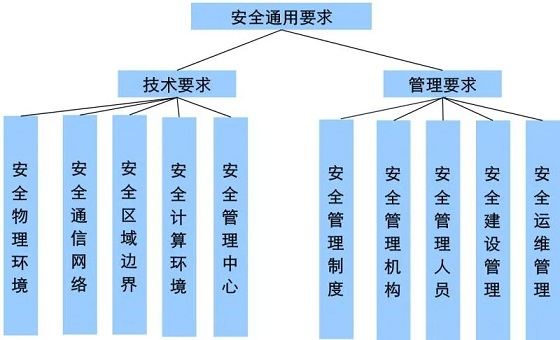 安全通用要求
技术要求
管理要求
安全物理环境
安全通信网络
安全区域边界
安全计算环境
安全管理中心
安全管理制度
安全管理机构
安全管理人员
安全建设管理
安全运维管理